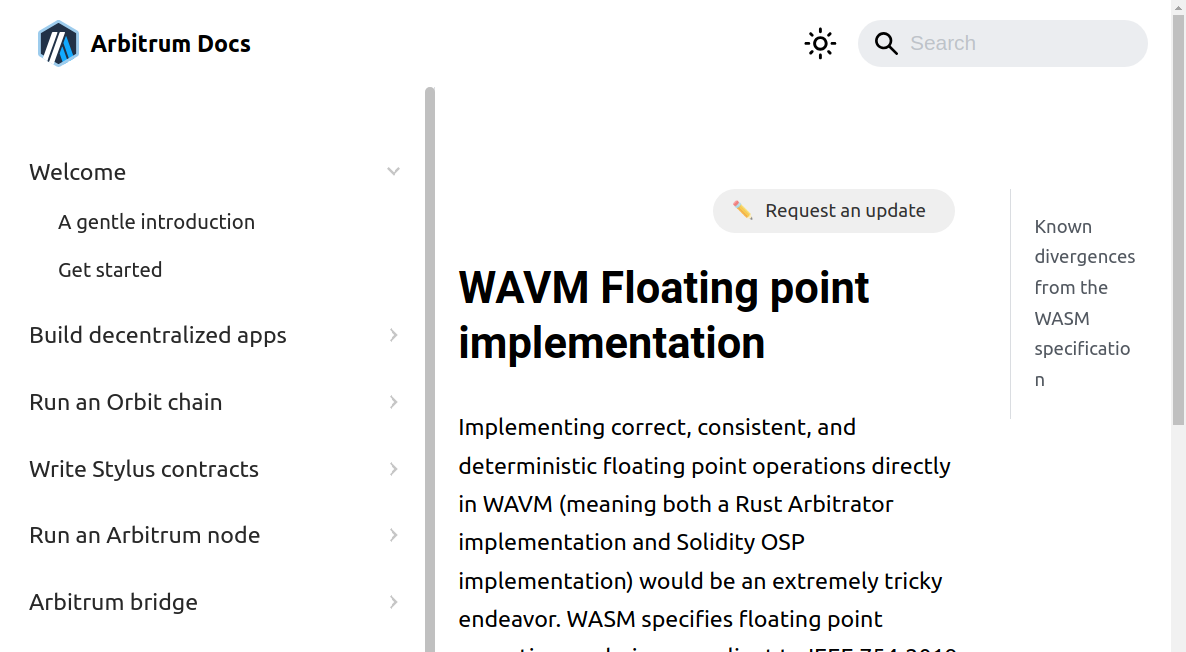 Arbitrum Docs
Search
Welcome
A gentle introduction
Get started
Build decentralized apps
Run an Orbit chain
Write Stylus contracts
Run an Arbitrum node
Arbitrum bridge
Request an update
WAVM Floating point
implementation
Implementing correct, consistent, and
deterministic floating point operations directly
in WAVM (meaning both a Rust Arbitrator
implementation and Solidity OSP
implementation) would be an extremely tricky
endeavor. WASM specifies floating point
Known
divergences
from the
WASM
specificatio
n